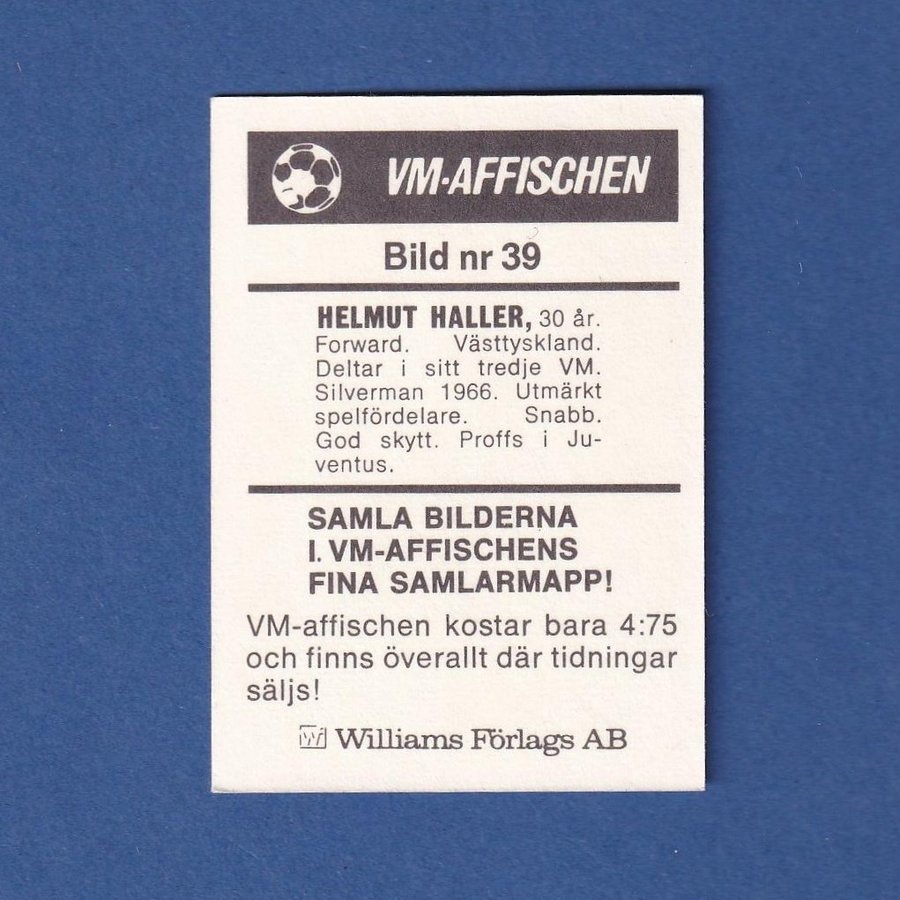 VM-AFFISCHEN
Bild nr 39
HELMUT HALLER, 30 år.
Forward. Västtyskland.
Deltar i sitt tredje VM.
Silverman 1966. Utmärkt
spelfördelare. Snabb.
God skytt. Proffs i Ju-
ventus.
SAMLA BILDERNA
I. VM-AFFISCHENS
FINA SAMLARMAPP!
VM-affischen kostar bara 4:75
och finns överallt där tidningar
säljs!
W Williams Förlags AB